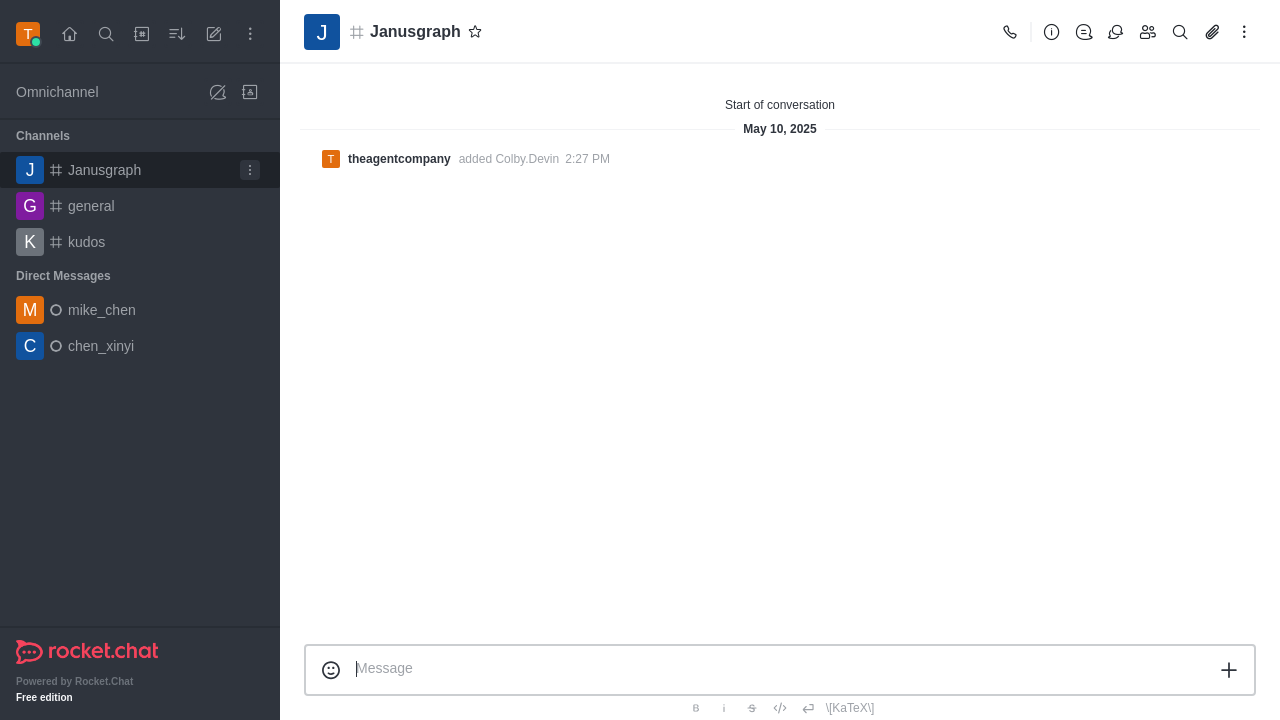 T
Omnichannel
Channels
J Janusgraph
G general
K kudos
Direct Messages
M mike_chen
C chen_xinyi
rocket.chat
Powered by Rocket.Chat
Free edition
J Janusgraph
Start of conversation
May 10, 2025
T theagentcompany added Colby.Devin 2:27 PM
Message
B i S \[KaTeX\]